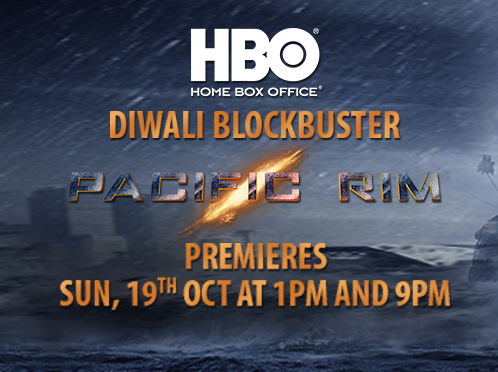 HBO®
HOME BOX OFFICE®
DIWALI BLOCKBUSTER
PACIFIC RIM
PREMIERES
SUN, 19TH OCT AT 1PM AND 9PM